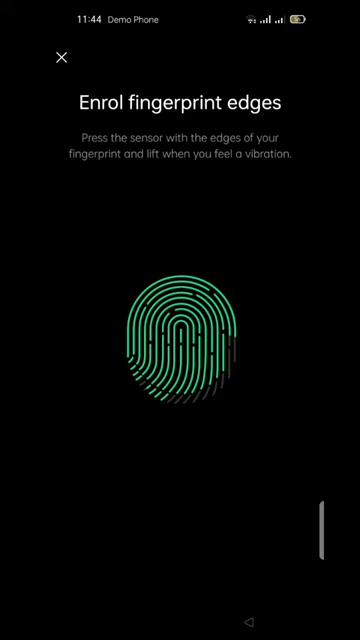 11:44 Demo Phone
Enrol fingerprint edges
Press the sensor with the edges of your
fingerprint and lift when you feel a vibration.